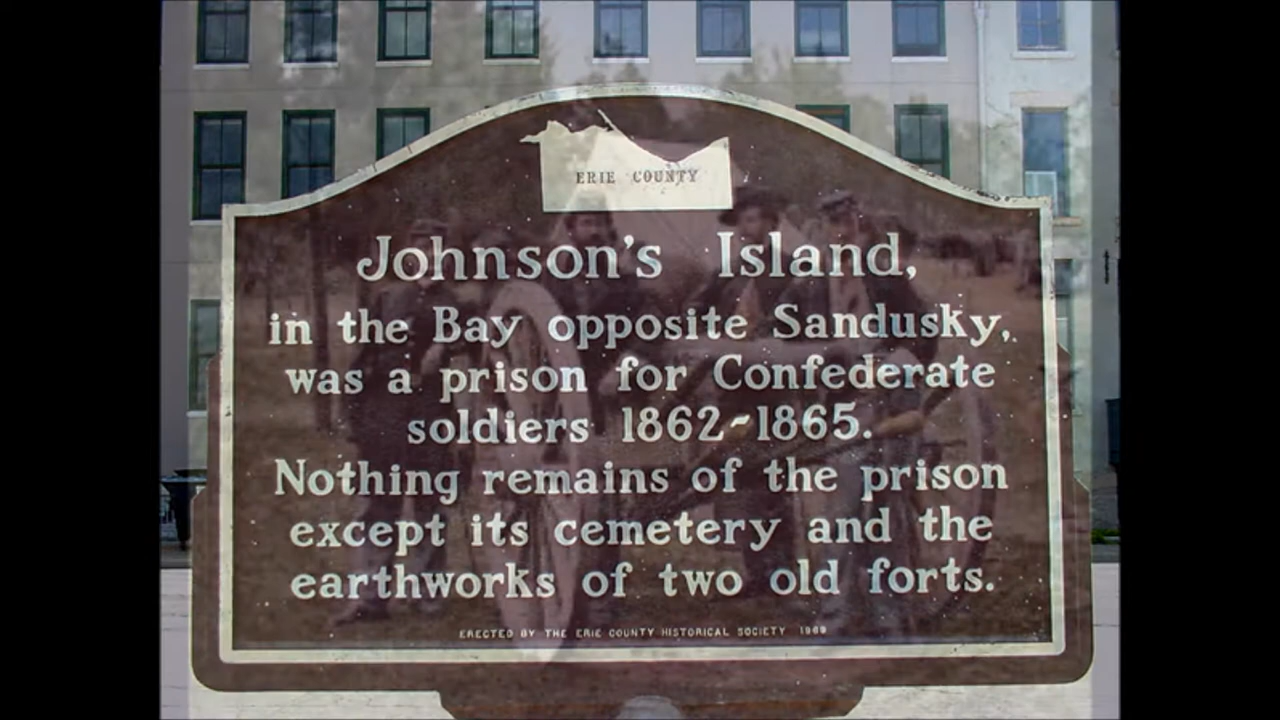 ERIE COUNTY
Johnson's Island,
in the Bay opposite Sandusky,
was a prison for Confederate
soldiers 1862-1865.
Nothing remains of the prison
except its cemetery and the
earthworks of two old forts.
ERECTED BY THE ERIE COUNTY HISTORICAL SOCIETY 1969